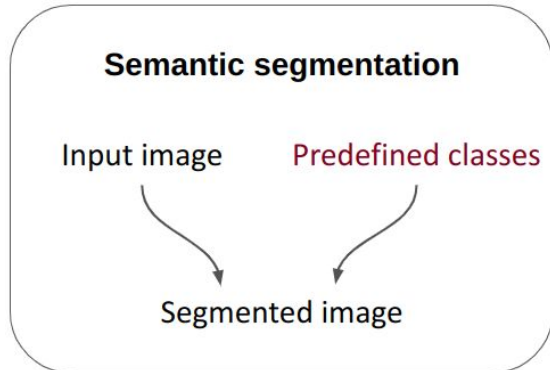 Semantic segmentation
Input image
Predefined classes
Segmented image